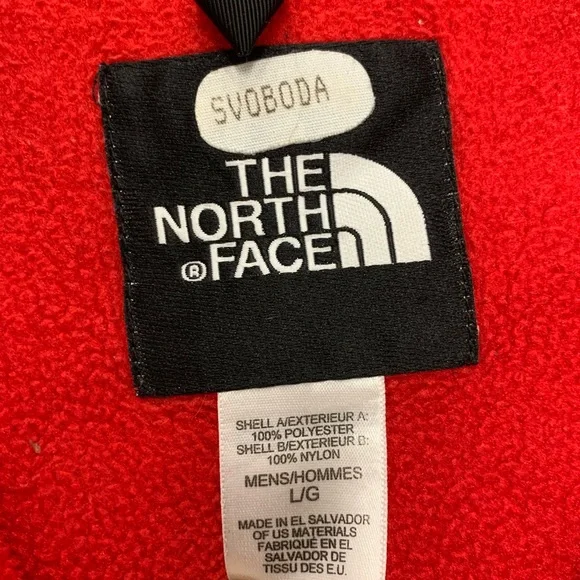 SVOBODA
THE
NORTH
® FACE
SHELL A/EXTERIEUR A:
100% POLYESTER
SHELL B/EXTERIEUR B:
100% NYLON
MENS/HOMMES
L/G
MADE IN EL SALVADOR
OF US MATERIALS
FABRIQUÉ EN EL
SALVADOR DE
TISSU DES E.U.